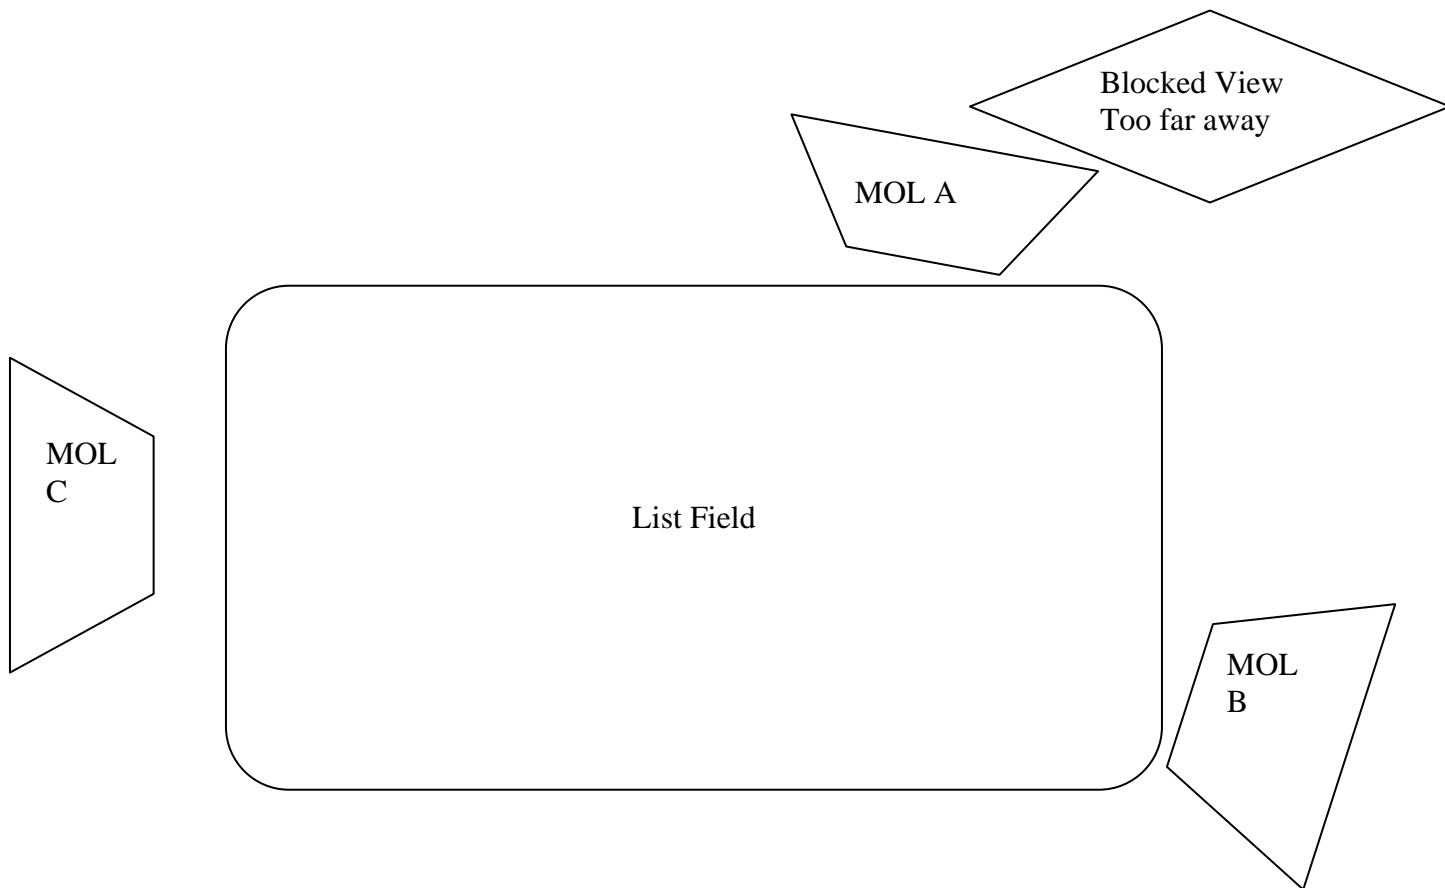 Blocked View
Too far away
MOL A
MOL
C
List Field
MOL
B